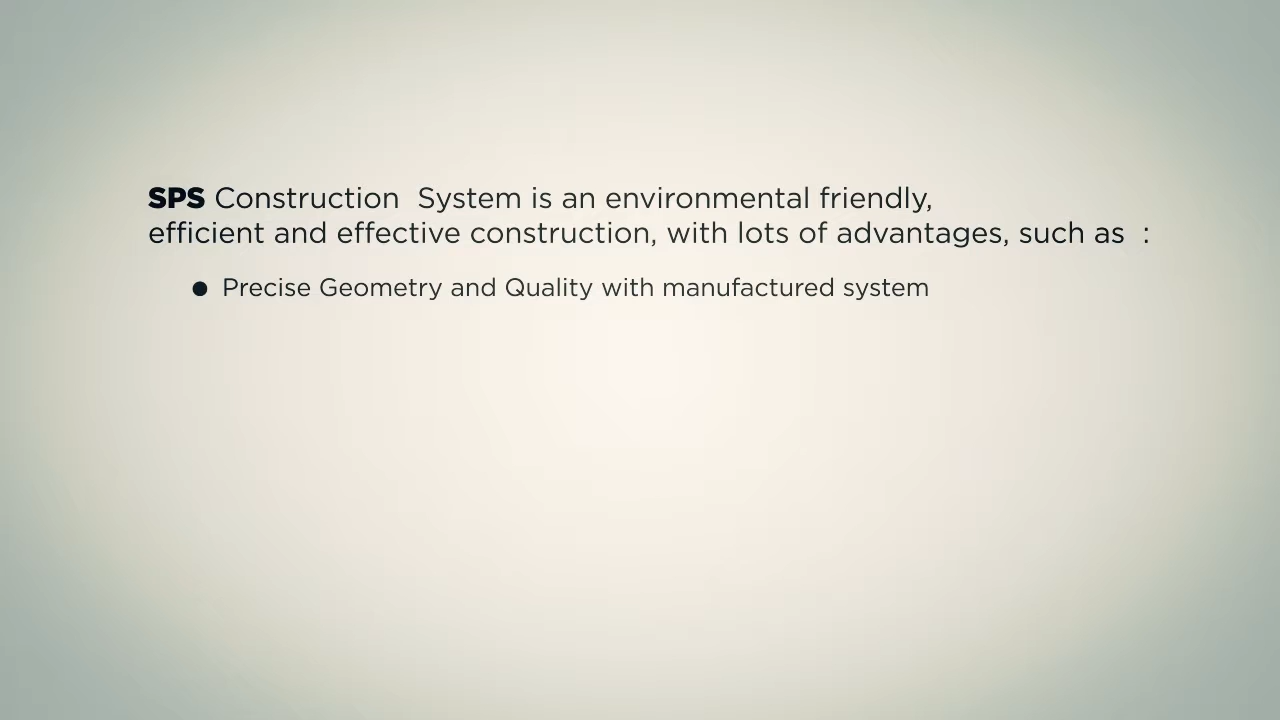 SPS Construction  System is an environmental friendly,
efficient and effective construction, with lots of advantages, such as  :
● Precise Geometry and Quality with manufactured system